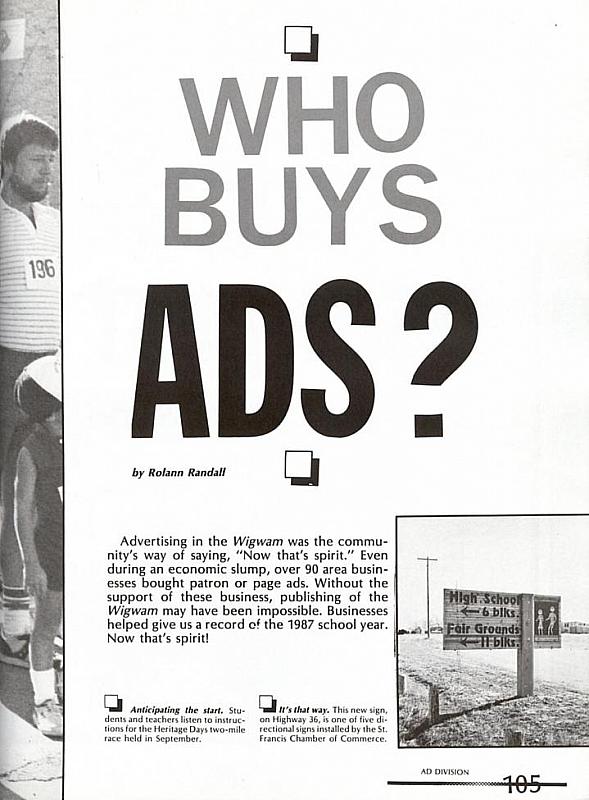 WHO
BUYS
ADS?
by Rolann Randall
Advertising in the Wigwam was the commu-
nity's way of saying, "Now that's spirit." Even
during an economic slump, over 90 area busin-
esses bought patron or page ads. Without the
support of these business, publishing of the
Wigwam may have been impossible. Businesses
helped give us a record of the 1987 school year.
Now that's spirit!
196
High School
← 6 blks.
Fair Grounds
← 11 blks.
Anticipating the start. Stu-
dents and teachers listen to instruc-
tions for the Heritage Days two-mile
race held in September.
It's that way. This new sign,
on Highway 36, is one of five di-
rectional signs installed by the St.
Francis Chamber of Commerce.
AD DIVISION
105